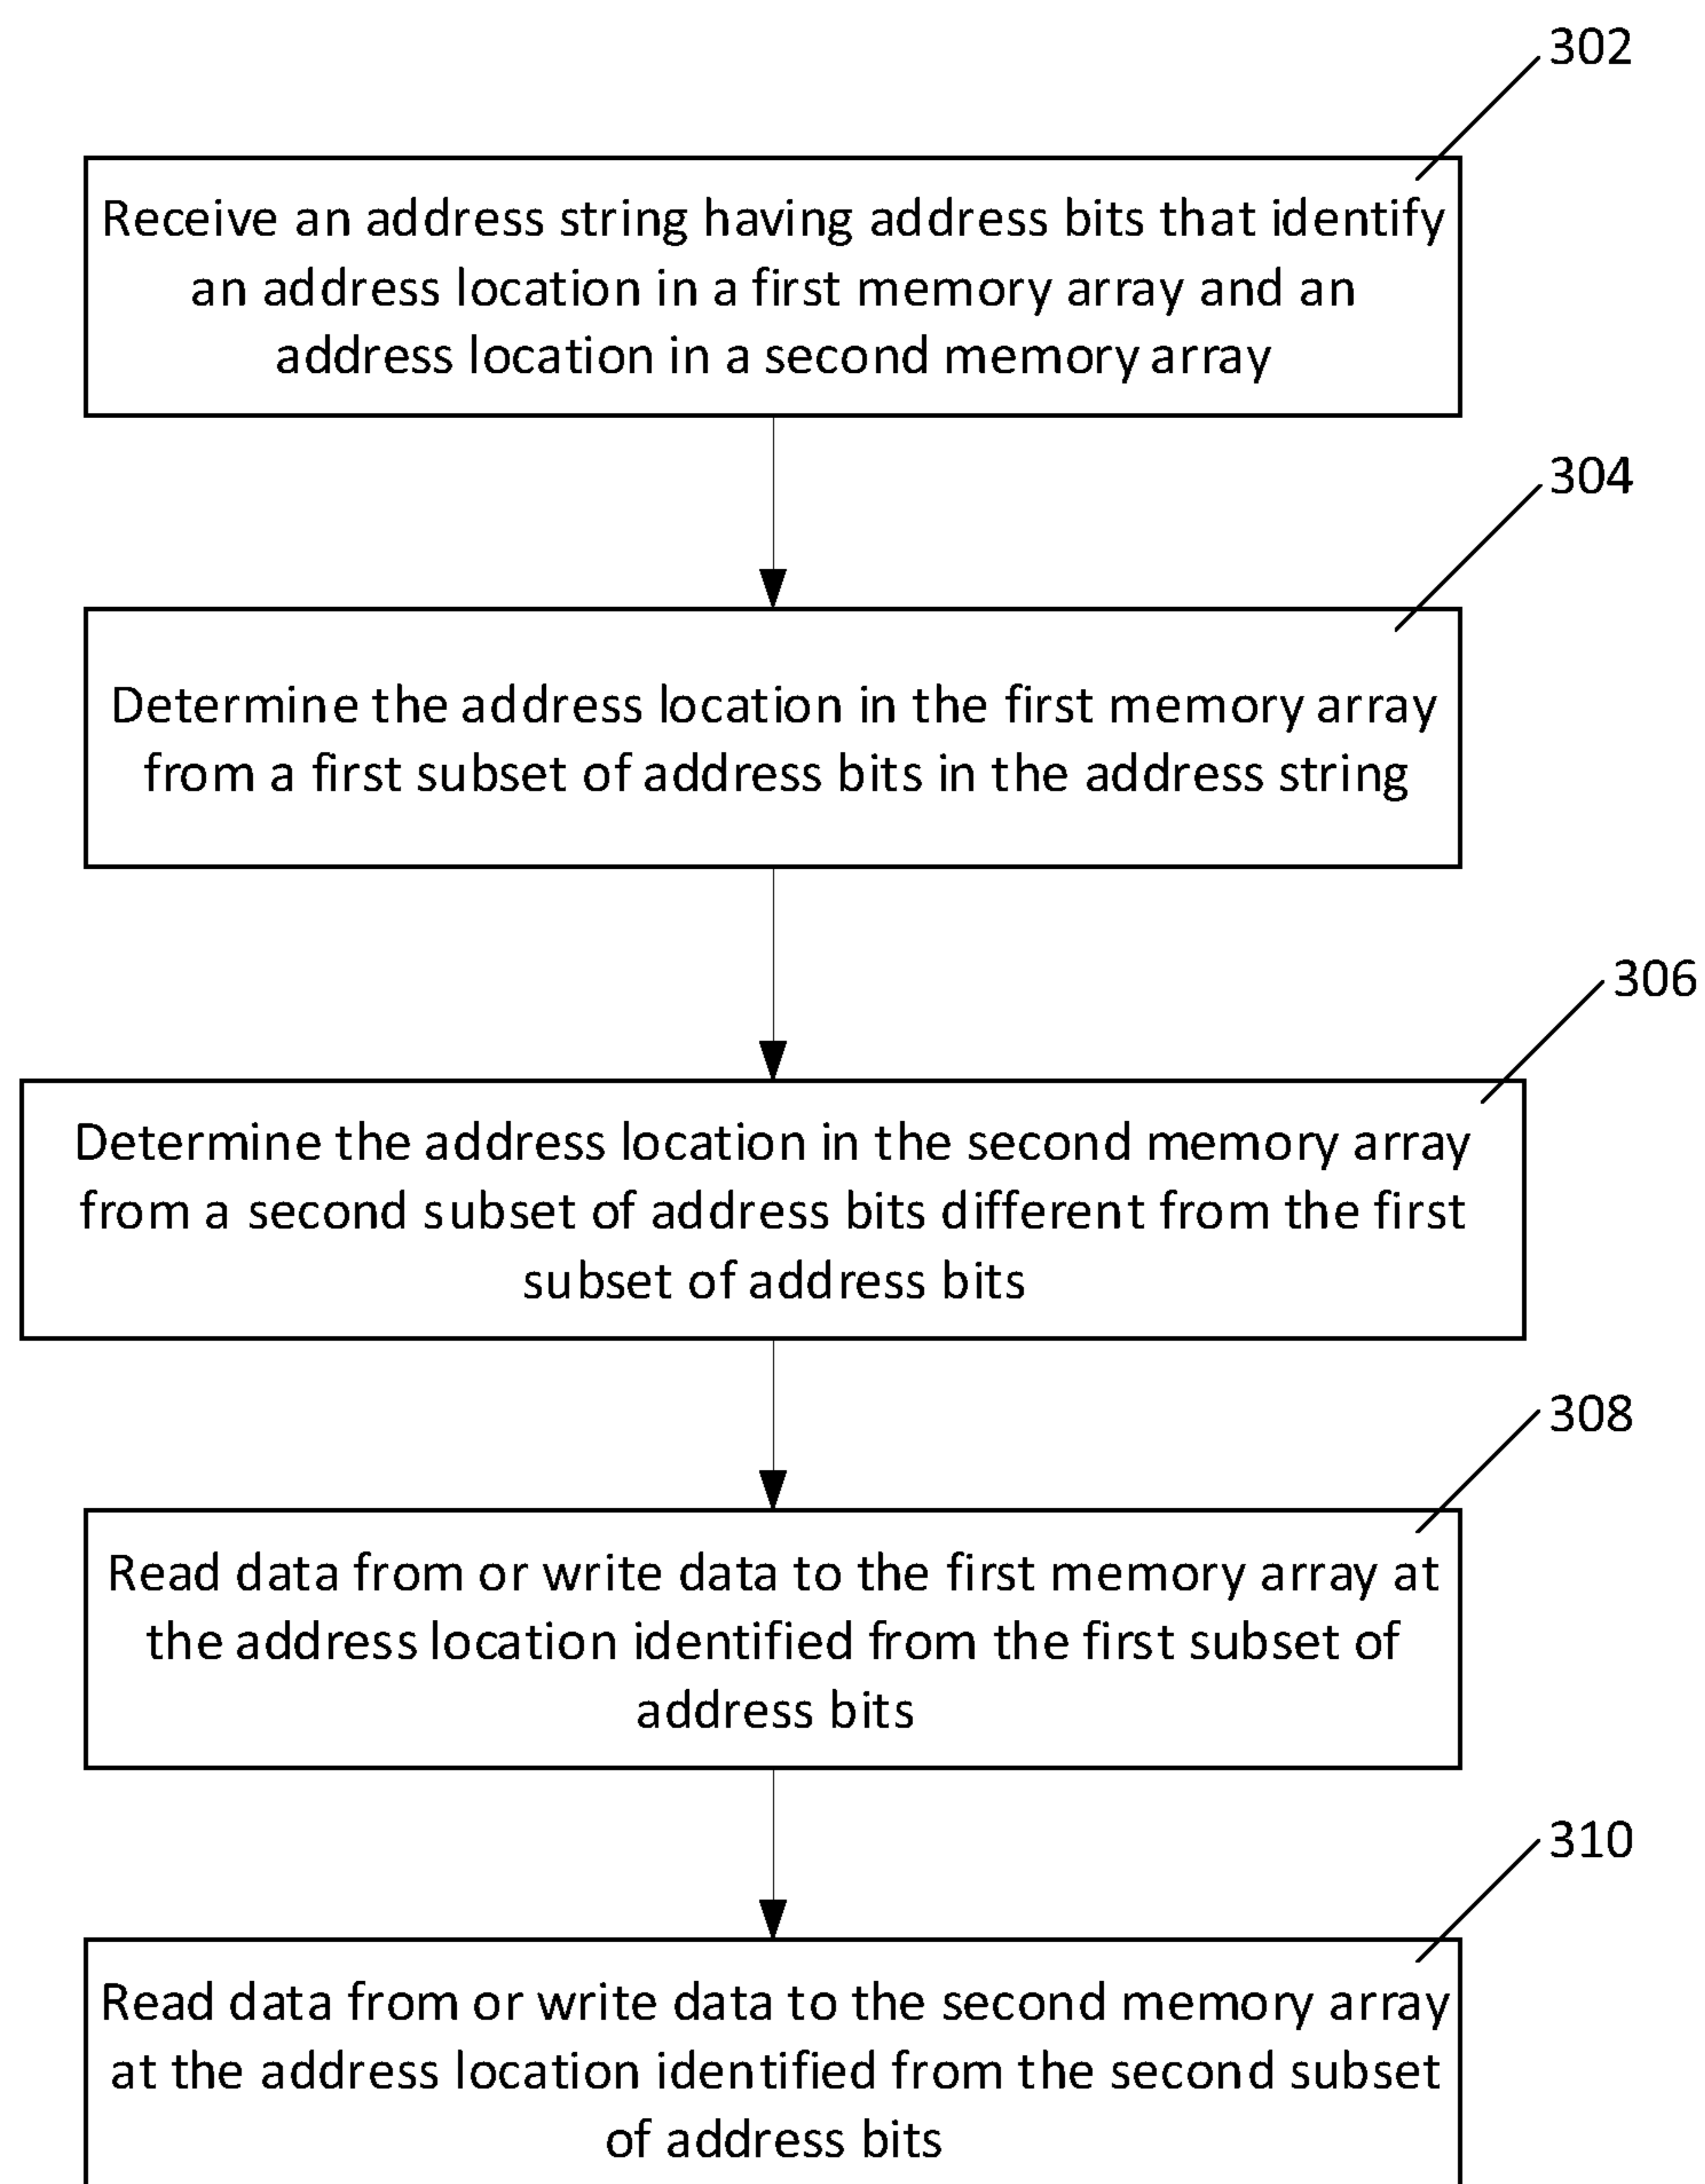 302
Receive an address string having address bits that identify
an address location in a first memory array and an
address location in a second memory array
304
Determine the address location in the first memory array
from a first subset of address bits in the address string
306
Determine the address location in the second memory array
from a second subset of address bits different from the first
subset of address bits
308
Read data from or write data to the first memory array at
the address location identified from the first subset of
address bits
310
Read data from or write data to the second memory array
at the address location identified from the second subset
of address bits